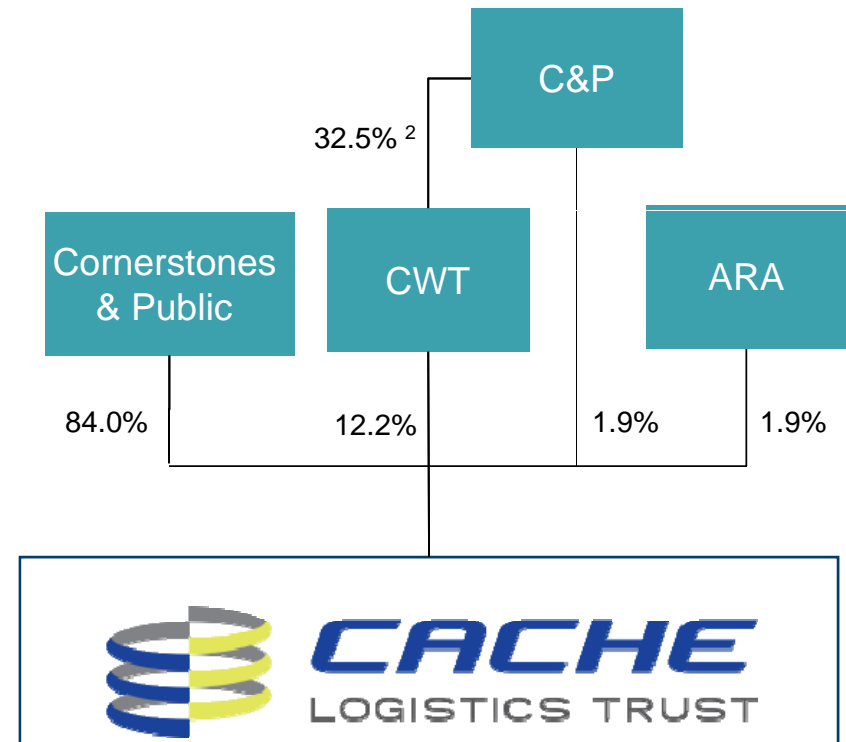 C&P
32.5% 2
Cornerstones
& Public
CWT
ARA
84.0%
12.2%
1.9%
1.9%
CACHE
LOGISTICS TRUST